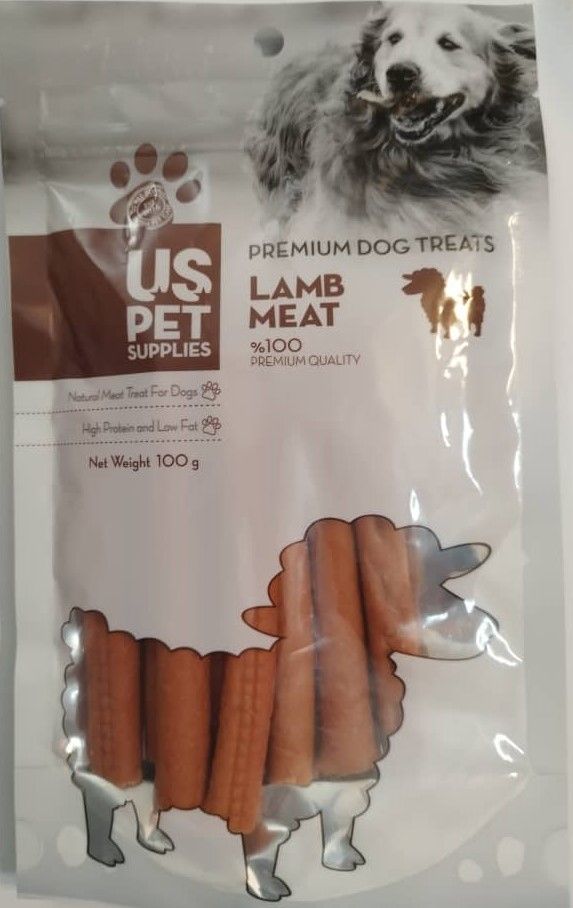 US
PET
SUPPLIES
PREMIUM DOG TREATS
LAMB
MEAT
%100
PREMIUM QUALITY
Natural Meat Treat For Dogs
High Protein and Low Fat
Net Weight 100 g